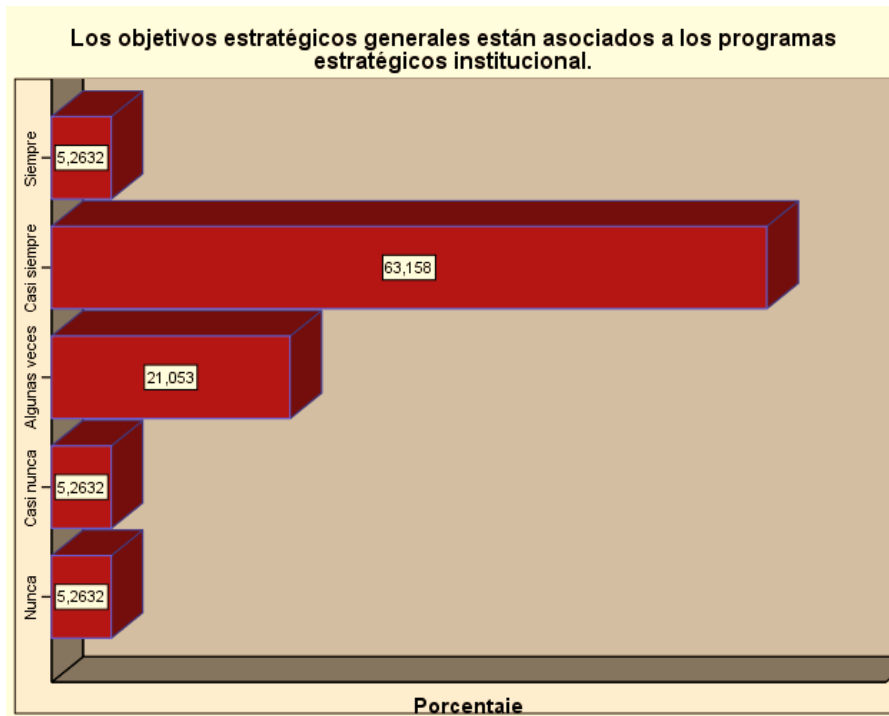 Los objetivos estratégicos generales están asociados a los programas
estratégicos institucional.
Siempre
5,2632
Casi siempre
63,158
Algunas veces
21,053
Casi nunca
5,2632
Nunca
5,2632
Porcentaje